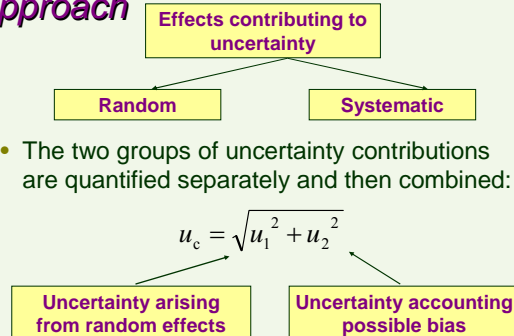 pproach
Effects contributing to
uncertainty
Random
Systematic
• The two groups of uncertainty contributions
are quantified separately and then combined:
u_c = √(u₁² + u₂²)
Uncertainty arising
from random effects
Uncertainty accounting
possible bias